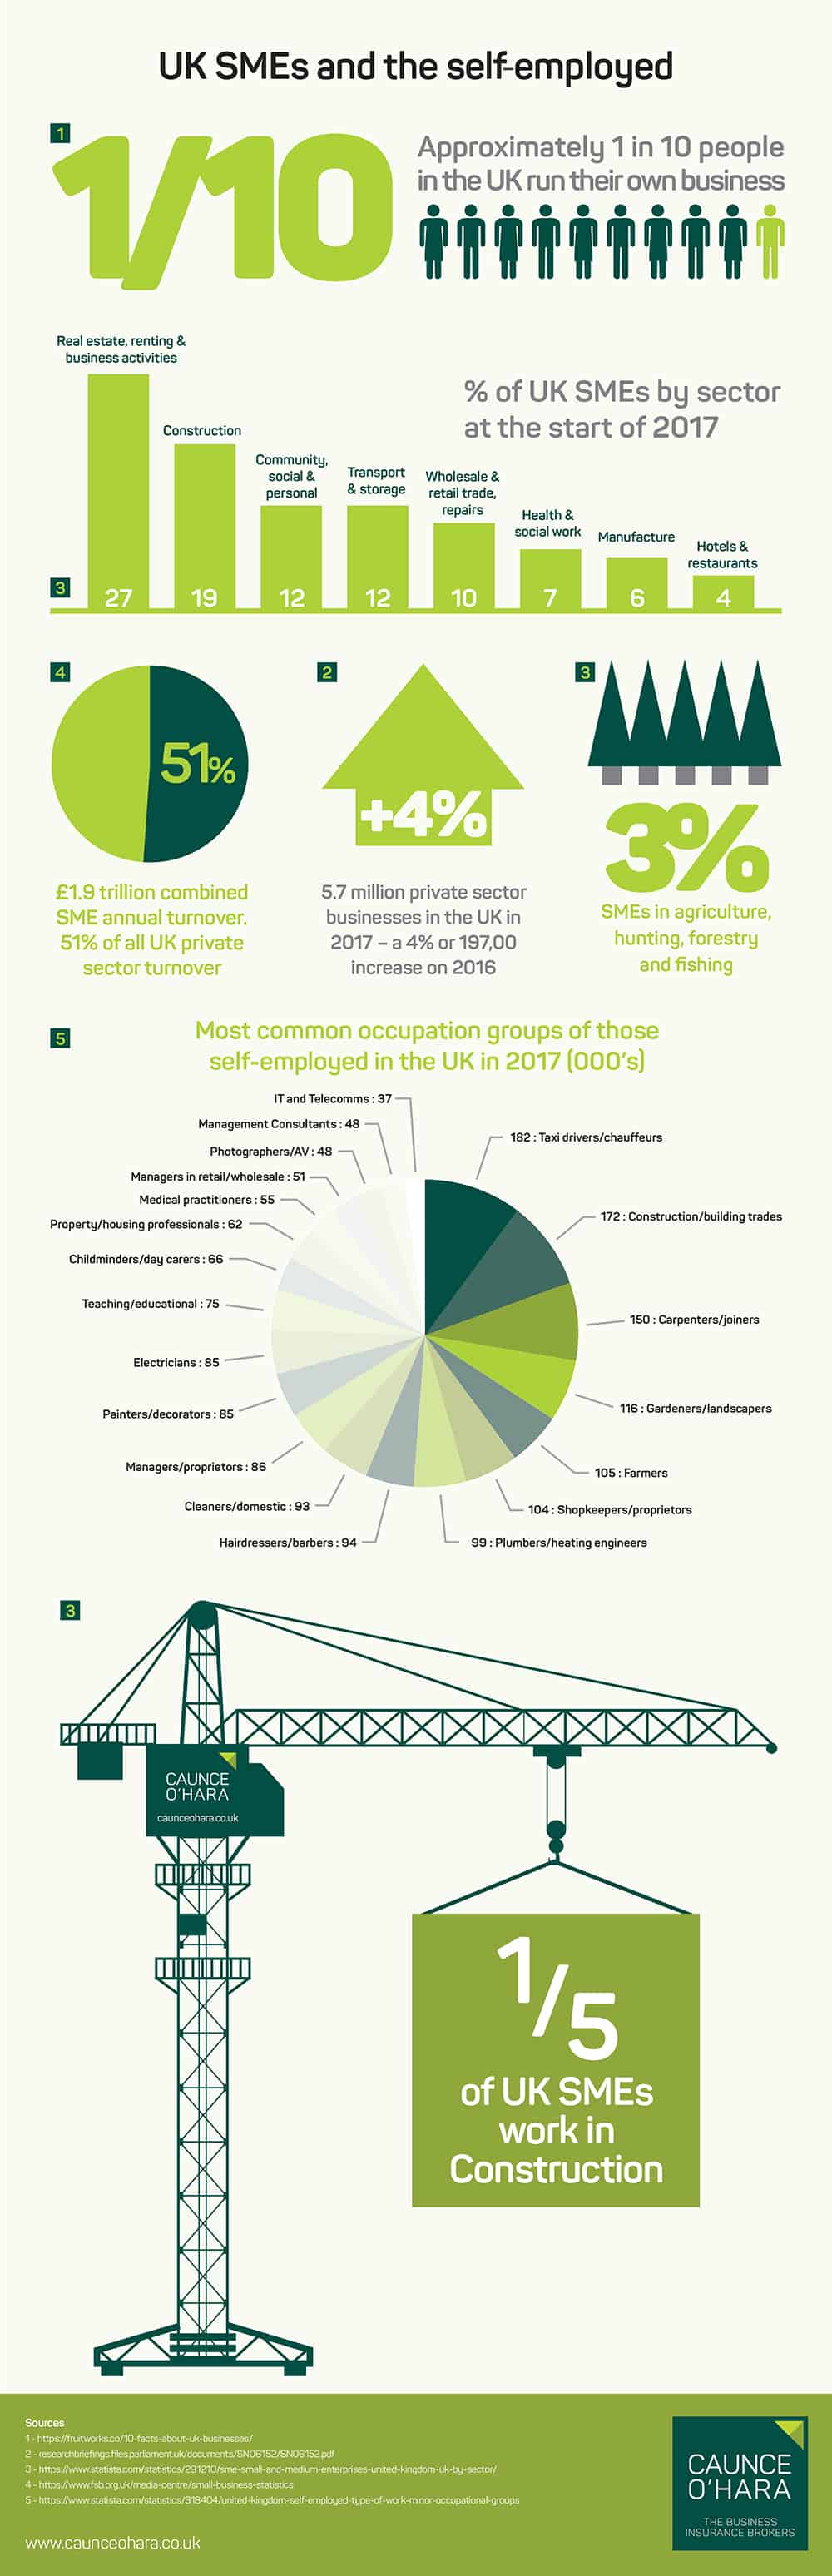 UK SMEs and the self-employed
1
1/10
Approximately 1 in 10 people
in the UK run their own business
Real estate, renting &
business activities
Construction
Community,
social &
personal
Transport
& storage
Wholesale &
retail trade,
repairs
Health &
social work
Manufacture
Hotels &
restaurants
% of UK SMEs by sector
at the start of 2017
3
27
19
12
12
10
7
6
4
4
51%
£1.9 trillion combined
SME annual turnover.
51% of all UK private
sector turnover
2
+4%
5.7 million private sector
businesses in the UK in
2017 – a 4% or 197,00
increase on 2016
3
3%
SMEs in agriculture,
hunting, forestry
and fishing
5
Most common occupation groups of those
self-employed in the UK in 2017 (000's)
IT and Telecomms : 37
Management Consultants : 48
Photographers/AV : 48
Managers in retail/wholesale : 51
Medical practitioners : 55
Property/housing professionals : 62
Childminders/day carers : 66
Teaching/educational : 75
Electricians : 85
Painters/decorators : 85
Managers/proprietors : 86
Cleaners/domestic : 93
Hairdressers/barbers : 94
182 : Taxi drivers/chauffeurs
172 : Construction/building trades
150 : Carpenters/joiners
116 : Gardeners/landscapers
105 : Farmers
104 : Shopkeepers/proprietors
99 : Plumbers/heating engineers
3
CAUNCE
O'HARA
caunceohara.co.uk
1/5
of UK SMEs
work in
Construction
Sources
1 - https://fruitworks.co/10-facts-about-uk-businesses/
2 - researchbriefings.files.parliament.uk/documents/SN06152/SN06152.pdf
3 - https://www.statista.com/statistics/291210/sme-small-and-medium-enterprises-united-kingdom-uk-by-sector/
4 - https://www.fsb.org.uk/media-centre/small-business-statistics
5 - https://www.statista.com/statistics/318404/united-kingdom-self-employed-type-of-work-minor-occupational-groups
www.caunceohara.co.uk
CAUNCE
O'HARA
THE BUSINESS
INSURANCE BROKERS